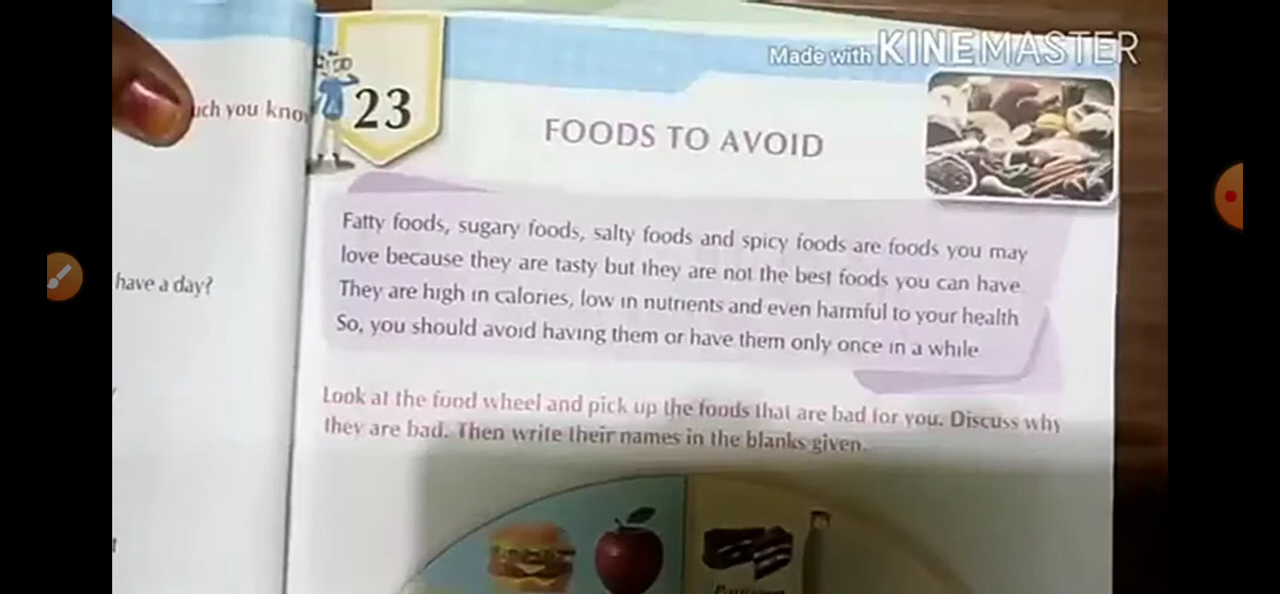 Made with KINEMASTER
uch you kno
23
FOODS TO AVOID
Fatty foods, sugary foods, salty foods and spicy foods are foods you may
love because they are tasty but they are not the best foods you can have
They are high in calories, low in nutrients and even harmful to your health
So, you should avoid having them or have them only once in a while
have a day?
Look at the food wheel and pick up the foods that are bad for you. Discuss why
they are bad. Then write their names in the blanks given.